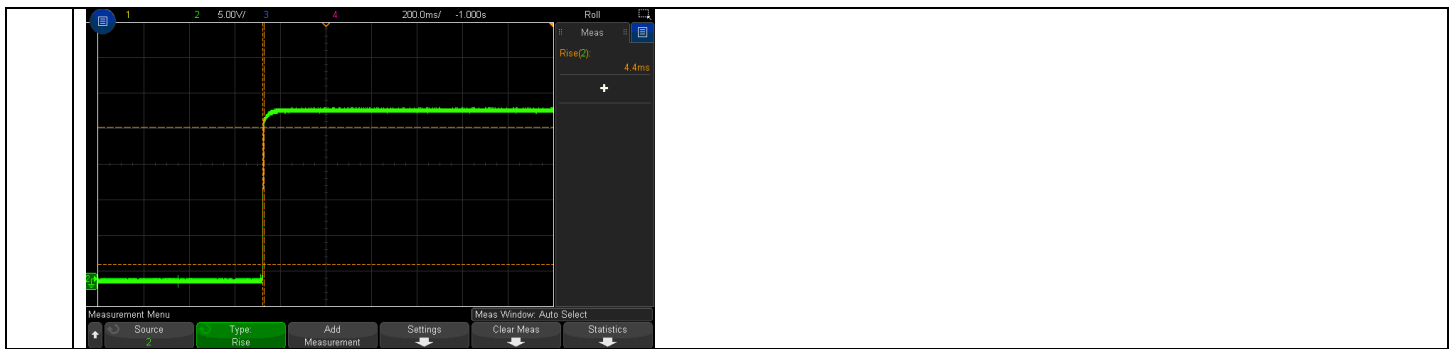 1 2 5.00V/ 3 4 200.0ms/ -1.000s Roll
Meas
Rise(2):
4.4ms
Measurement Menu Meas Window: Auto Select
Source Type: Add Settings Clear Meas Statistics
2 Rise Measurement